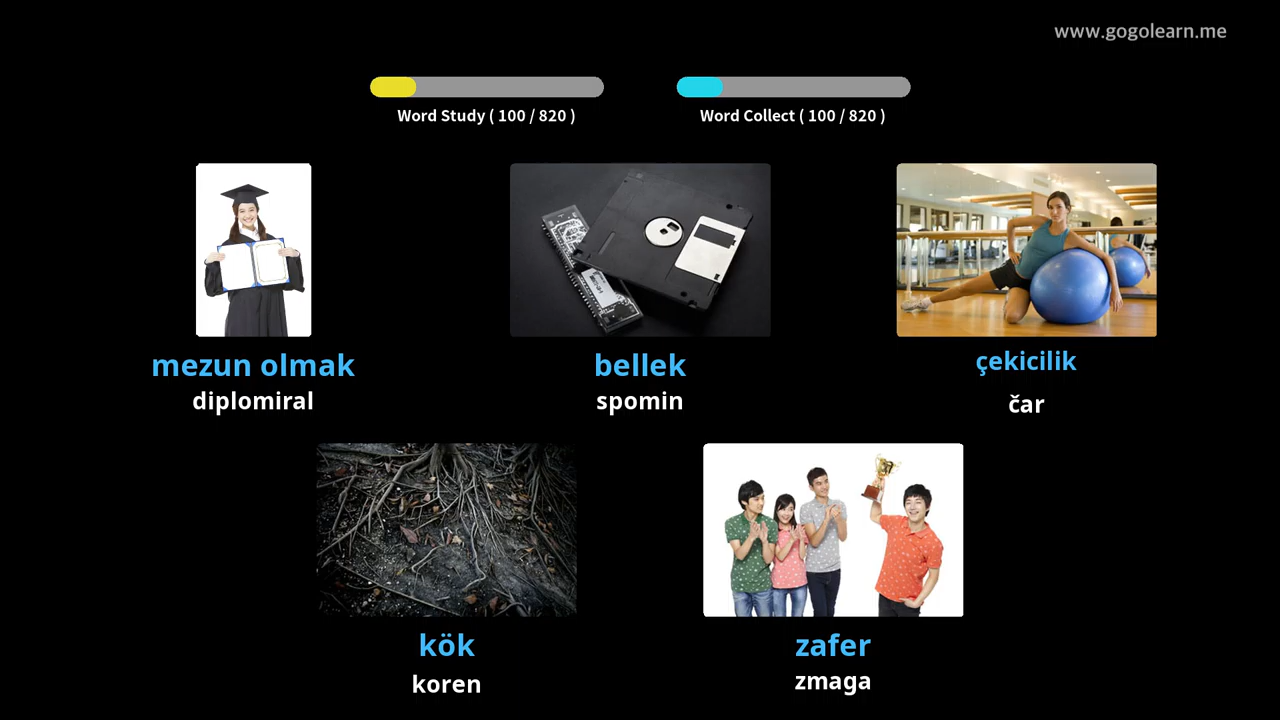 www.gogolearn.me
Word Study ( 100 / 820 )
Word Collect ( 100 / 820 )
mezun olmak
diplomiral
bellek
spomin
çekicilik
čar
kök
koren
zafer
zmaga